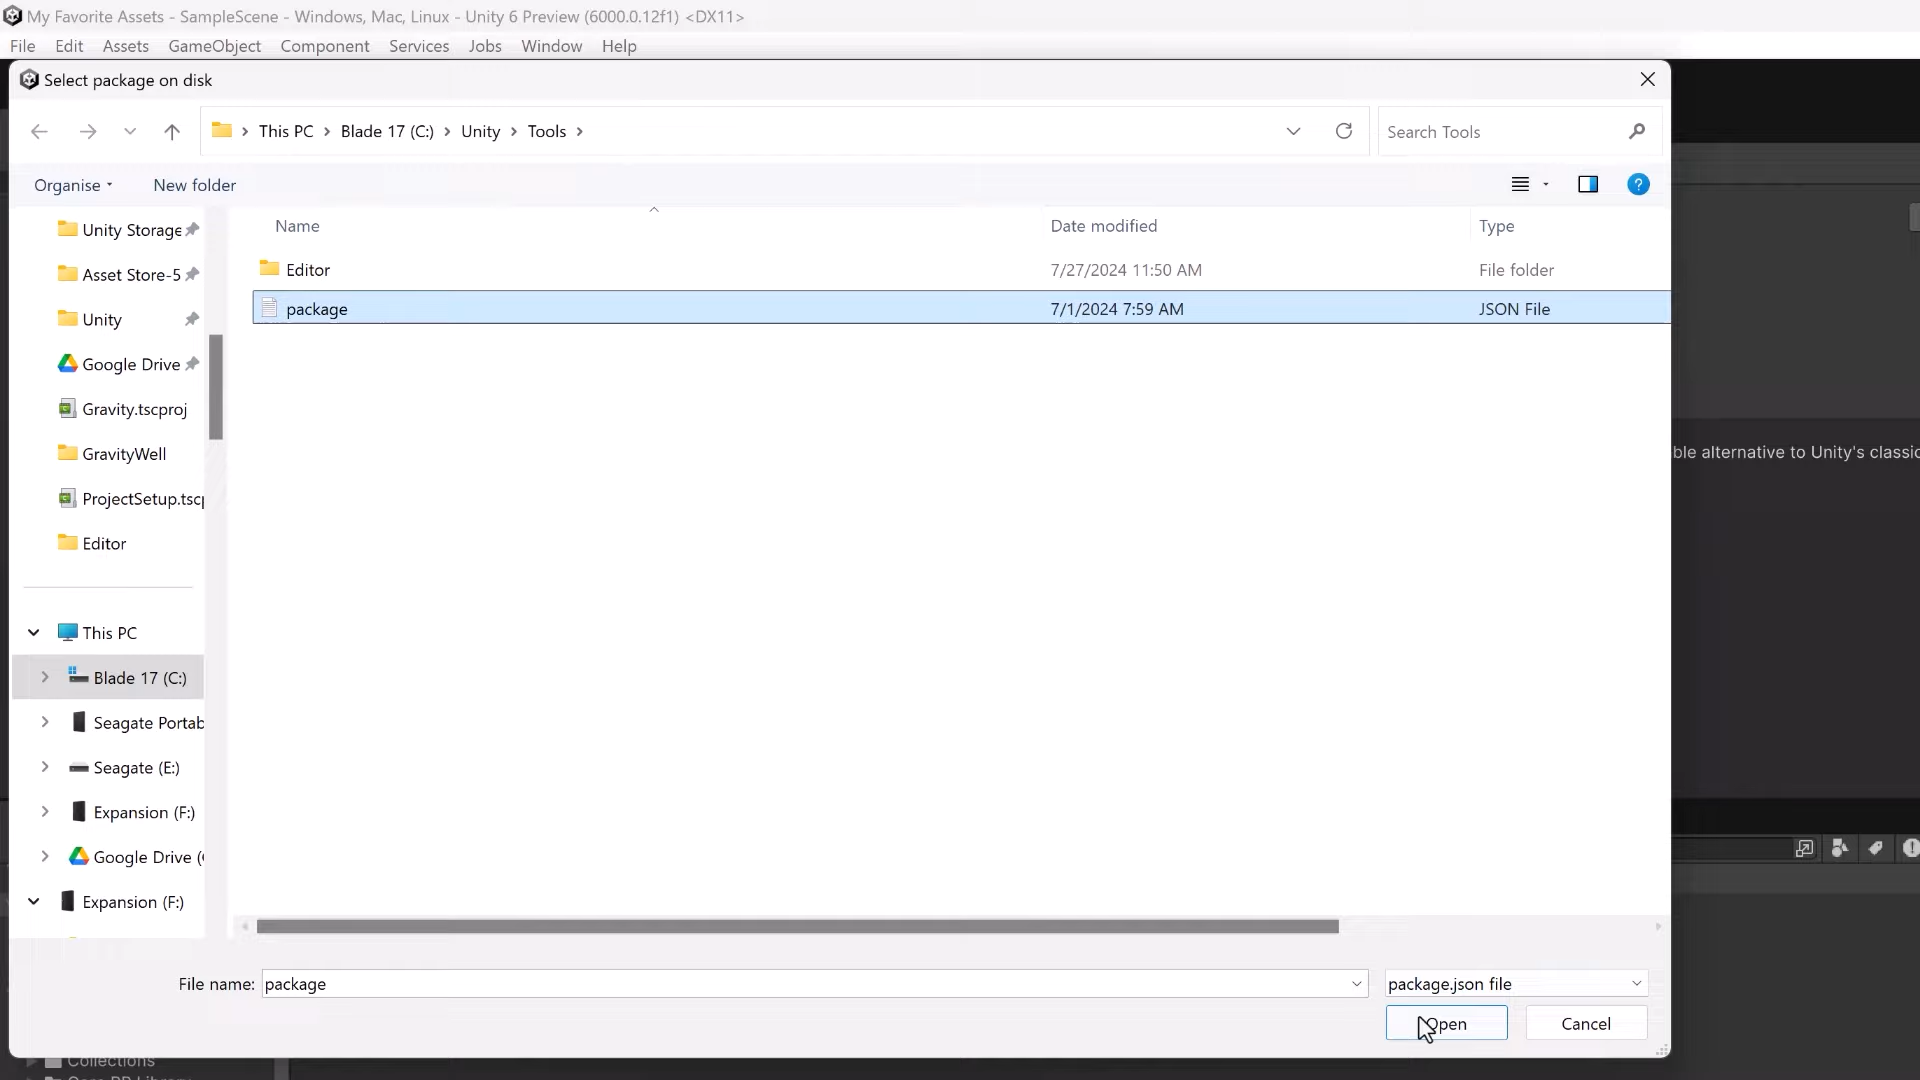 My Favorite Assets - SampleScene - Windows, Mac, Linux - Unity 6 Preview (6000.0.12f1) <DX11>
File Edit Assets GameObject Component Services Jobs Window Help
Select package on disk
This PC Blade 17 (C:) Unity Tools
Search Tools
Organise New folder
Name Date modified Type
Editor 7/27/2024 11:50 AM File folder
package 7/1/2024 7:59 AM JSON File
Unity Storage
Asset Store-5
Unity
Google Drive
Gravity.tscproj
GravityWell
ProjectSetup.tscp
Editor
This PC
Blade 17 (C:)
Seagate Portab
Seagate (E:)
Expansion (F:)
Google Drive (
Expansion (F:)
ble alternative to Unity's classic
File name: package
package.json file
Open Cancel
Collections